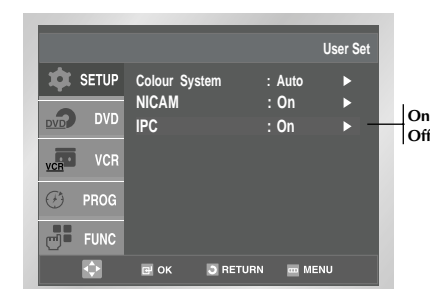 User Set
SETUP
Colour System : Auto ►
NICAM : On ►
IPC : On ►
On
Off
DVD DVD
VCR VCR
PROG
FUNC
OK RETURN MENU